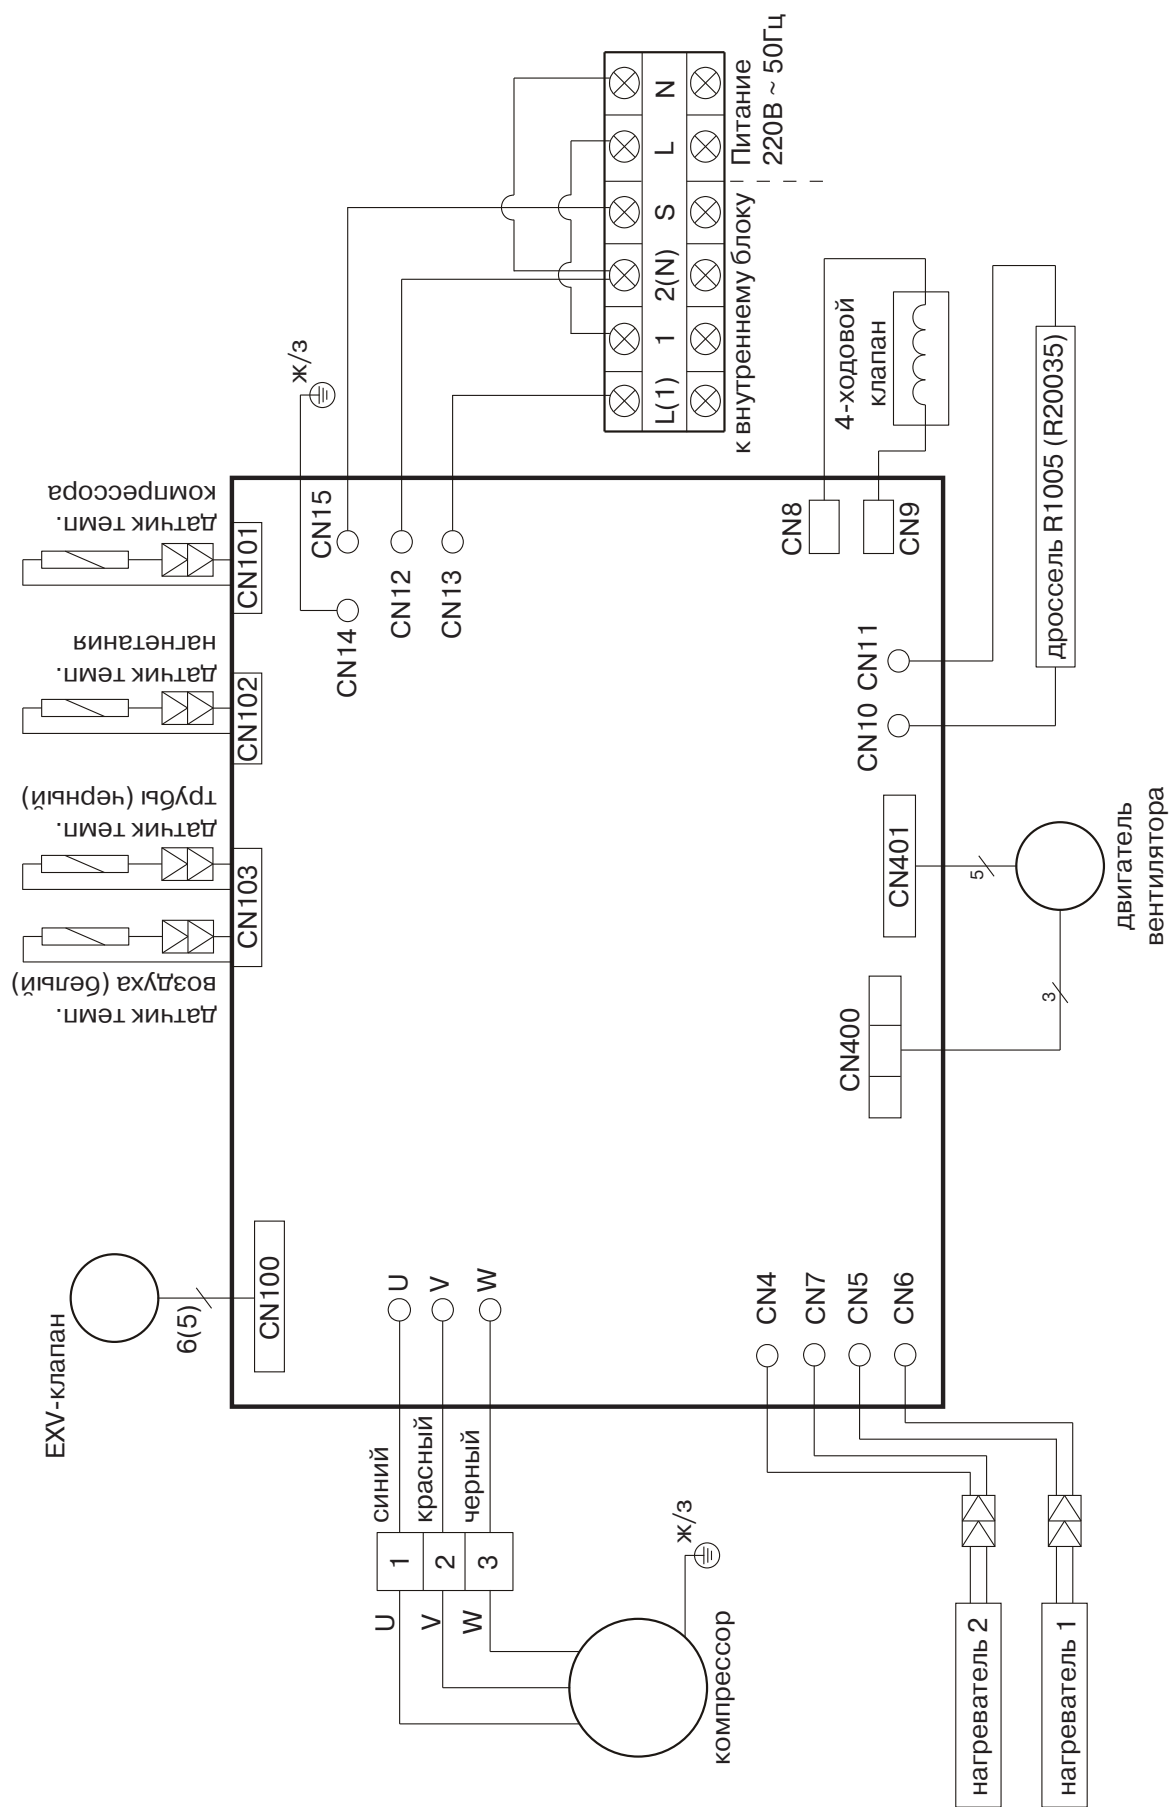 EXV-клапан
6(5)
CN100
датчик темп.
воздуха (белый)
датчик темп.
трубы (черный)
CN103
датчик темп.
нагнетания
CN102
датчик темп.
компрессора
CN101
ж/з
CN14
CN15
CN12
CN13
U
V
W
синий
красный
черный
1
2
3
U
V
W
ж/з
компрессор
L(1)
1
2(N)
S
L
N
к внутреннему блоку
Питание
220В ~ 50Гц
CN8
CN9
4-ходовой
клапан
CN10
CN11
дроссель R1005 (R20035)
CN401
5
CN400
3
двигатель
вентилятора
CN4
CN7
CN5
CN6
нагреватель 2
нагреватель 1